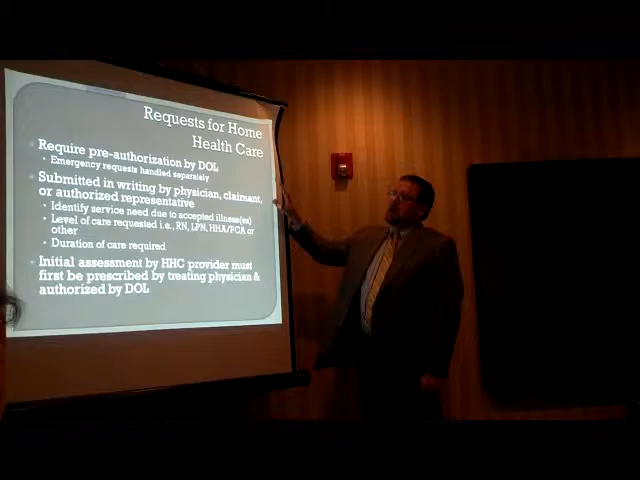 Requests for Home
Health Care
Require pre-authorization by DOL
Emergency requests handled separately
Submitted in writing by physician, claimant,
or authorized representative
Identify service need due to accepted illness(es)
Level of care requested i.e., RN, LPN, HHA/PCA or
other
Duration of care required
Initial assessment by HHC provider must
first be prescribed by treating physician &
authorized by DOL